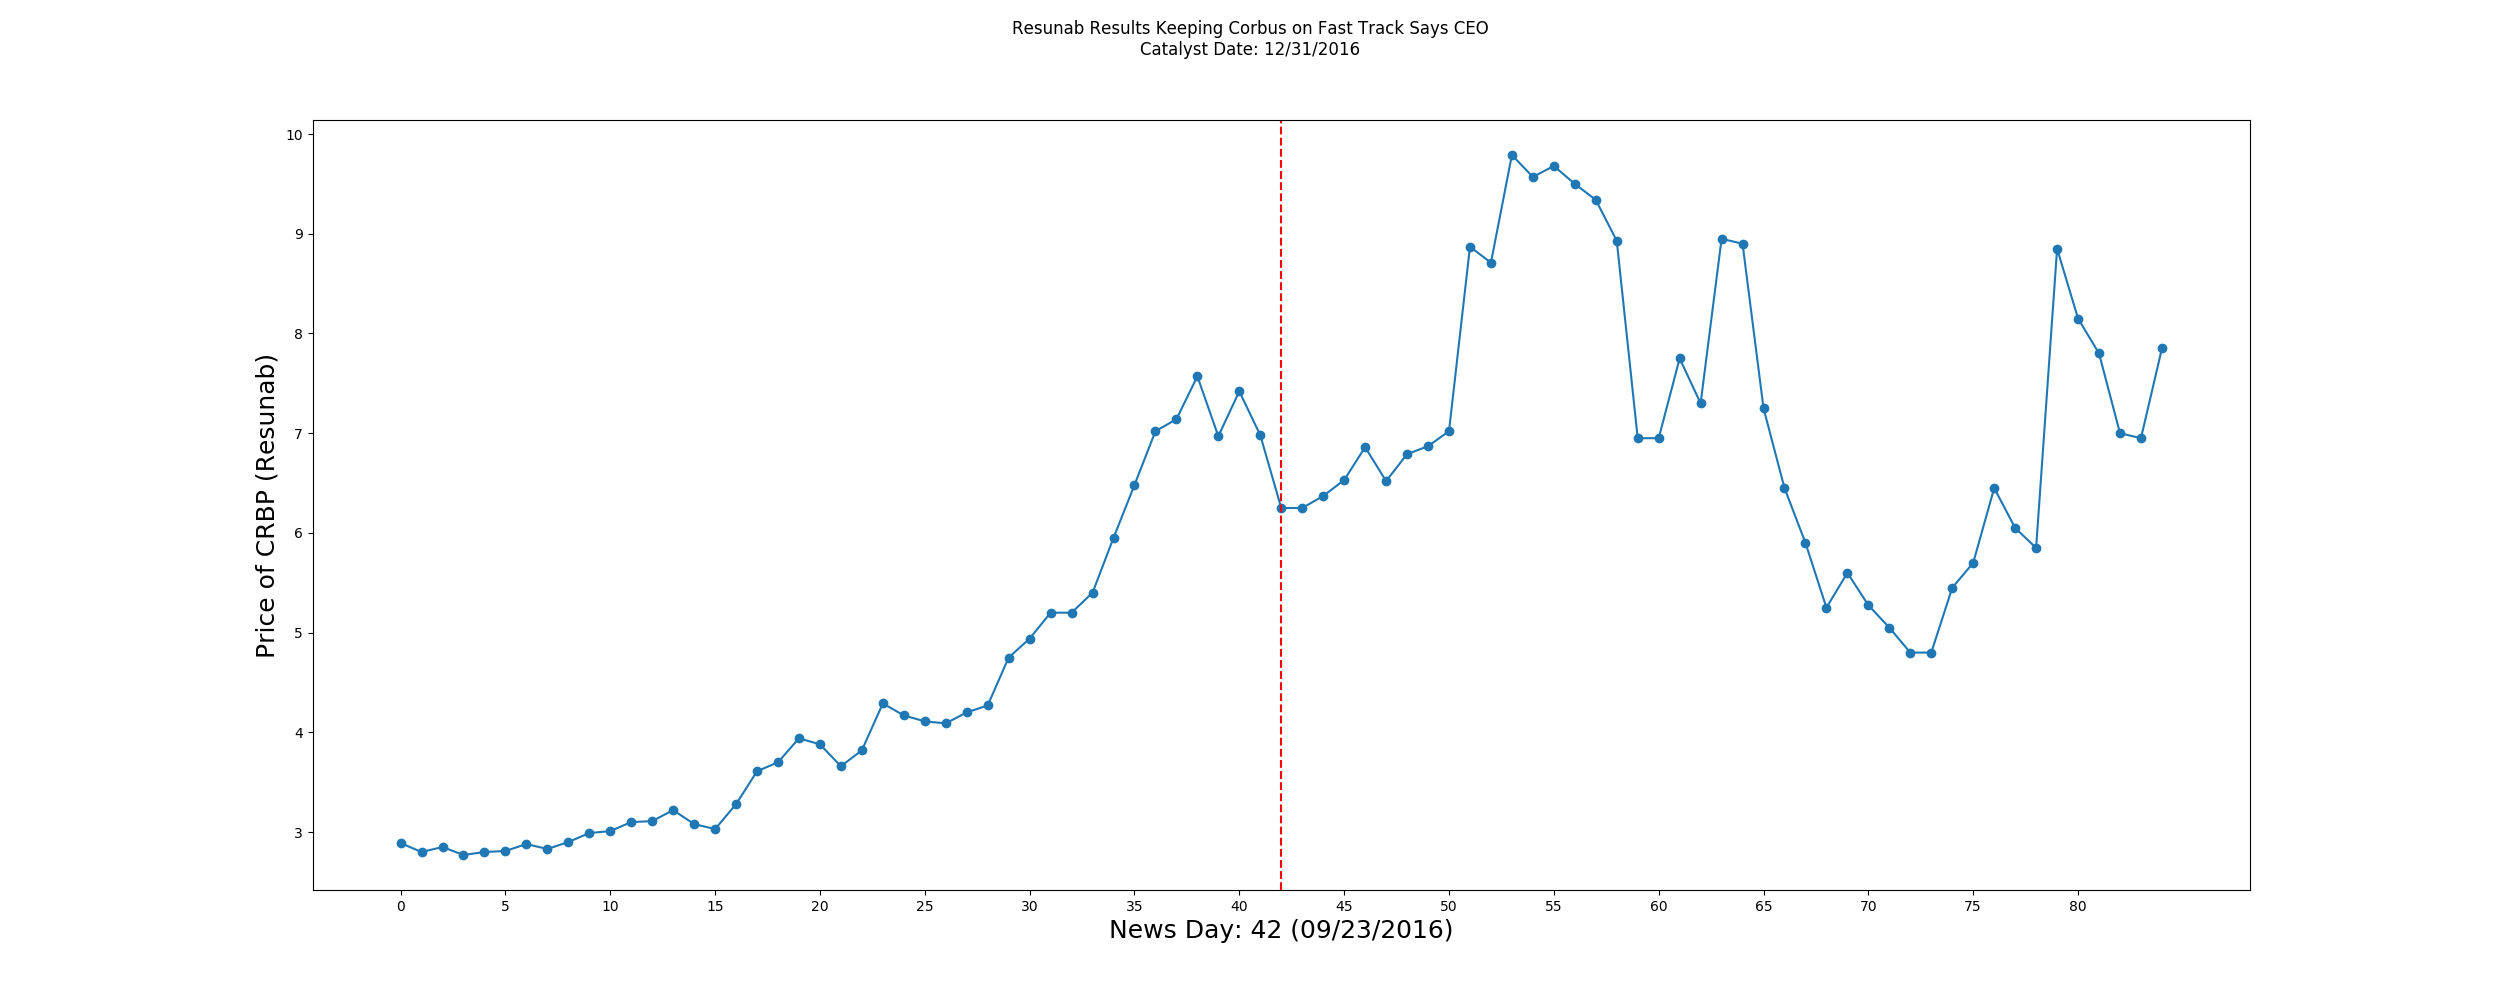 Resunab Results Keeping Corbus on Fast Track Says CEO
Catalyst Date: 12/31/2016
Price of CRBP (Resunab)
10
9
8
7
6
5
4
3
0 5 10 15 20 25 30 35 40 45 50 55 60 65 70 75 80
News Day: 42 (09/23/2016)